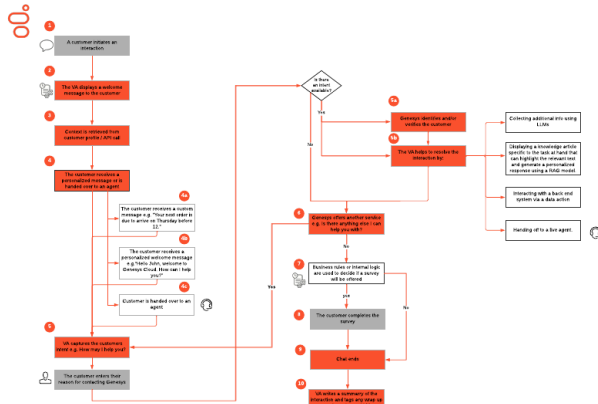 1
A customer initiates an
interaction
2
The VA displays a welcome
message to the customer
3
Context is retrieved from
customer profile / API call
4
The customer receives a
personalized message or is
handed over to an agent
4a
The customer receives a custom
message e.g. "Your next order is
due to arrive on Thursday before
12."
4b
The customer receives a
personalized welcome message
e.g."Hello John, welcome to
Genesys Cloud. How can I help
you?"
4c
Customer is handed over to an
agent
5
VA captures the customers
intent e.g. How may I help you?
The customer enters their
reason for contacting Genesys
Is there
an intent
available?
Yes
No
5a
Genesys identifies and/or
verifies the customer
5b
The VA helps to resolve the
interaction by:
Collecting additional info using
LLMs
Displaying a knowledge article
specific to the task at hand that
can highlight the relevant text
and generate a personalized
response using a RAG model
Interacting with a back end
system via a data action
Handing off to a live agent.
6
Genesys offers another service
e.g. Is there anything else I can
help you with?
Yes
No
7
Business rules or internal logic
are used to decide if a survey
will be offered
yes
No
8
The customer completes the
survey
9
Chat ends
10
VA writes a summary of the
interaction and tags any wrap up